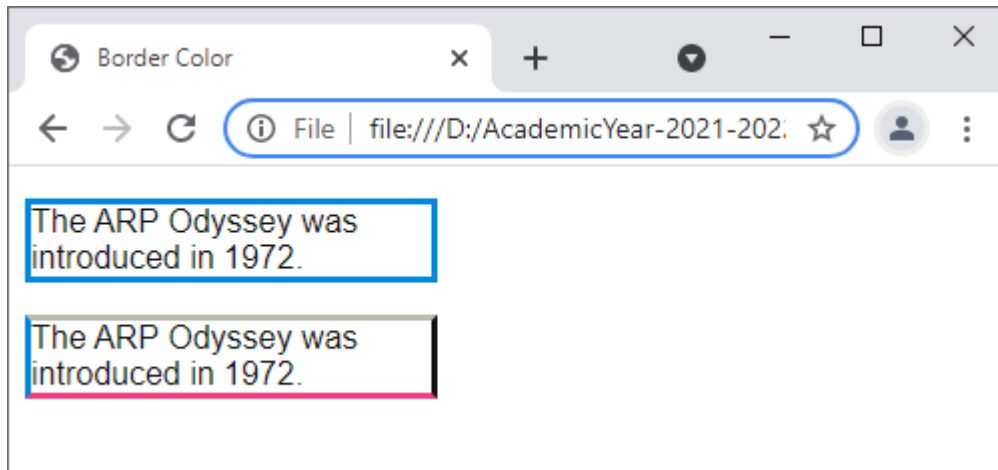 Border Color
File file:///D:/AcademicYear-2021-202
The ARP Odyssey was
introduced in 1972.
The ARP Odyssey was
introduced in 1972.